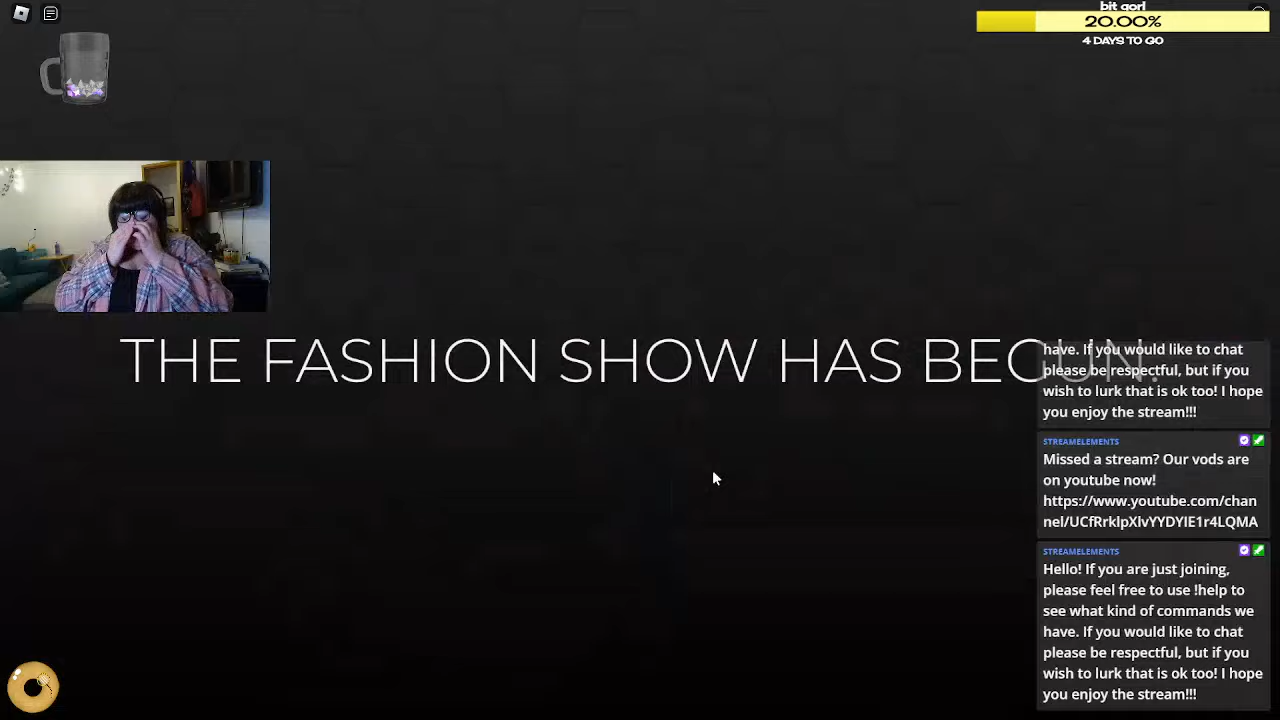 bit gorl
20.00%
4 DAYS TO GO
THE FASHION SHOW HAS BEGUN.
have. If you would like to chat
please be respectful, but if you
wish to lurk that is ok too! I hope
you enjoy the stream!!!
STREAMELEMENTS
Missed a stream? Our vods are
on youtube now!
https://www.youtube.com/chan
nel/UCfRrklpXlvYYDYIE1r4LQMA
STREAMELEMENTS
Hello! If you are just joining,
please feel free to use !help to
see what kind of commands we
have. If you would like to chat
please be respectful, but if you
wish to lurk that is ok too! I hope
you enjoy the stream!!!